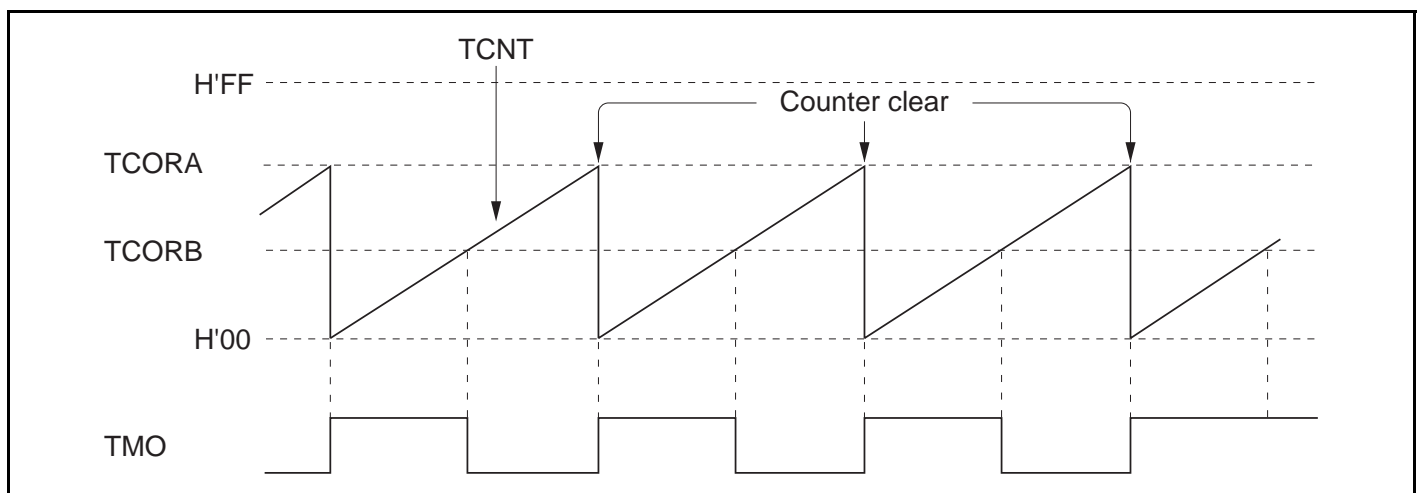 TCNT
H'FF
Counter clear
TCORA
TCORB
H'00
TMO